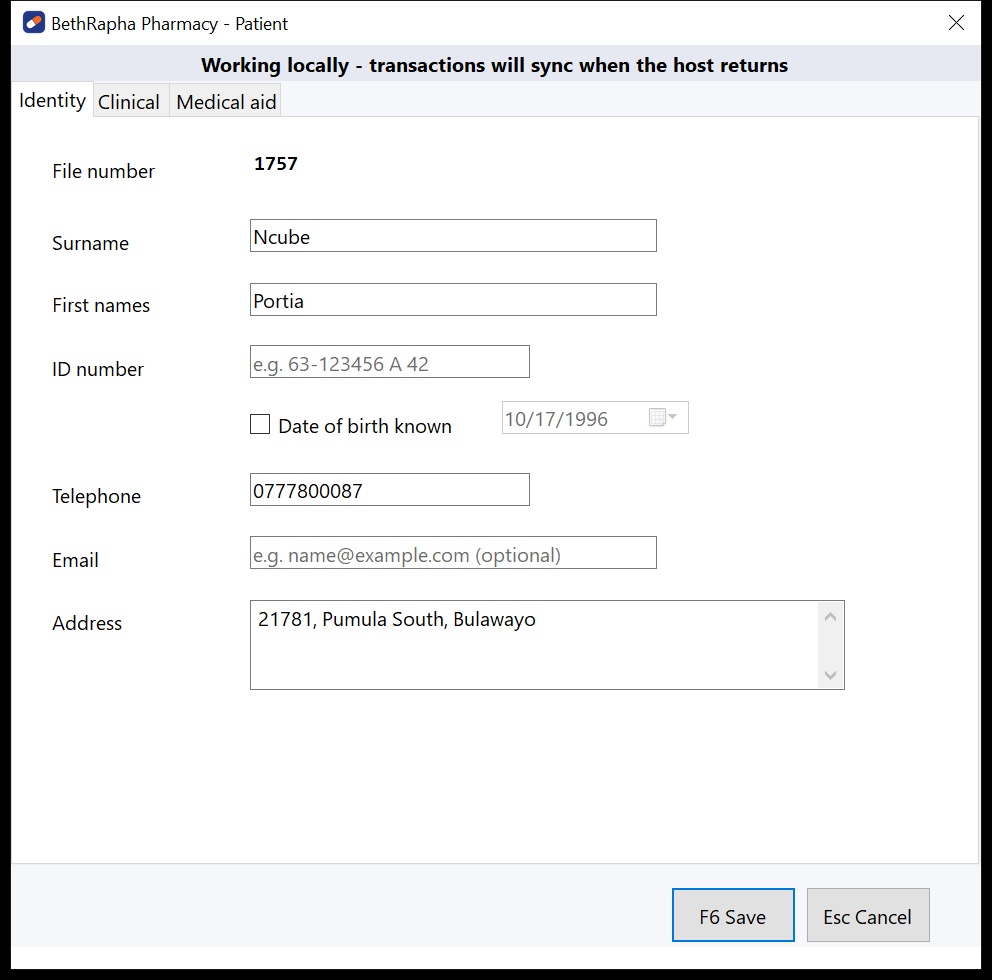 BethRapha Pharmacy - Patient
Working locally - transactions will sync when the host returns
Identity Clinical Medical aid
File number 1757
Surname Ncube
First names Portia
ID number e.g. 63-123456 A 42
Date of birth known 10/17/1996
Telephone 0777800087
Email e.g. name@example.com (optional)
Address 21781, Pumula South, Bulawayo
F6 Save Esc Cancel